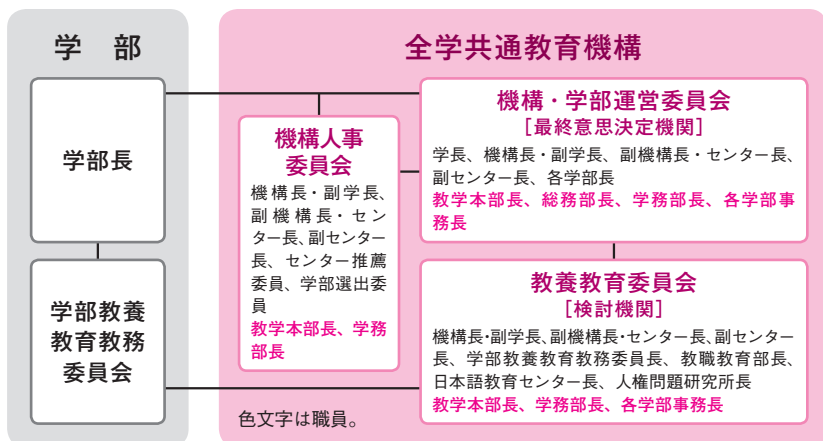 学 部
学部長
学部教養
教育教務
委員会
全学共通教育機構
機構人事
委員会
機構長・副学長、
副機構長・セン
ター長、副センター
長、センター推薦
委員、学部選出委
員
教学本部長、学務
部長
機構・学部運営委員会
［最終意思決定機関］
学長、機構長・副学長、副機構長・センター長、
副センター長、各学部長
教学本部長、総務部長、学務部長、各学部事
務長
教養教育委員会
［検討機関］
機構長・副学長、副機構長・センター長、副センター
長、学部教養教育教務委員長、教職教育部長、
日本語教育センター長、人権問題研究所長
教学本部長、学務部長、各学部事務長
色文字は職員。